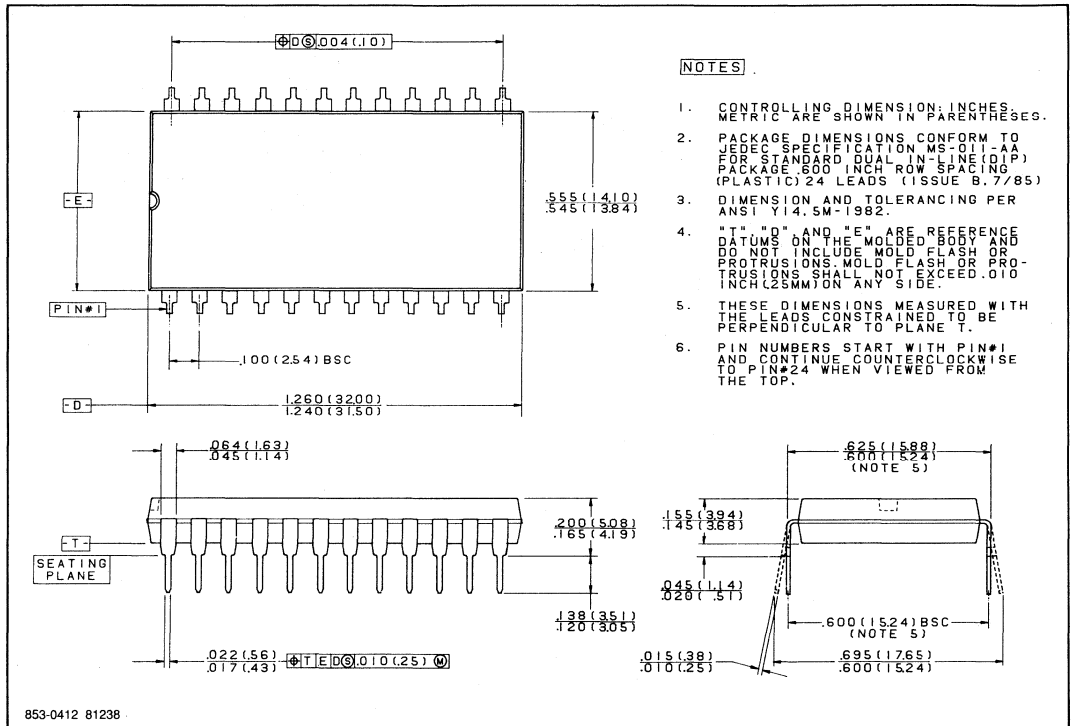 ⌖ D Ⓢ .004 (.10)
NOTES
1. CONTROLLING DIMENSION: INCHES.
METRIC ARE SHOWN IN PARENTHESES.
2. PACKAGE DIMENSIONS CONFORM TO
JEDEC SPECIFICATION MS-011-AA
FOR STANDARD DUAL IN-LINE (DIP)
PACKAGE .600 INCH ROW SPACING
(PLASTIC) 24 LEADS (ISSUE B, 7/85)
3. DIMENSION AND TOLERANCING PER
ANSI Y14.5M-1982.
4. "T", "D", AND "E" ARE REFERENCE
DATUMS ON THE MOLDED BODY AND
DO NOT INCLUDE MOLD FLASH OR
PROTRUSIONS. MOLD FLASH OR PRO-
TRUSIONS SHALL NOT EXCEED .010
INCH (.25MM) ON ANY SIDE.
5. THESE DIMENSIONS MEASURED WITH
THE LEADS CONSTRAINED TO BE
PERPENDICULAR TO PLANE T.
6. PIN NUMBERS START WITH PIN#1
AND CONTINUE COUNTERCLOCKWISE
TO PIN#24 WHEN VIEWED FROM
THE TOP.
-E-
.555 (14.10)
.545 (13.84)
PIN#1
.100 (2.54) BSC
-D-
1.260 (32.00)
1.240 (31.50)
.064 (1.63)
.045 (1.14)
.200 (5.08)
.165 (4.19)
-T-
SEATING
PLANE
.138 (3.51)
.120 (3.05)
.022 (.56)
.017 (.43)
⌖ T E D Ⓢ .010 (.25) Ⓜ
.625 (15.88)
.600 (15.24)
(NOTE 5)
.155 (3.94)
.145 (3.68)
.045 (1.14)
.020 (.51)
.600 (15.24) BSC
(NOTE 5)
.015 (.38)
.010 (.25)
.695 (17.65)
.600 (15.24)
853-0412 81238